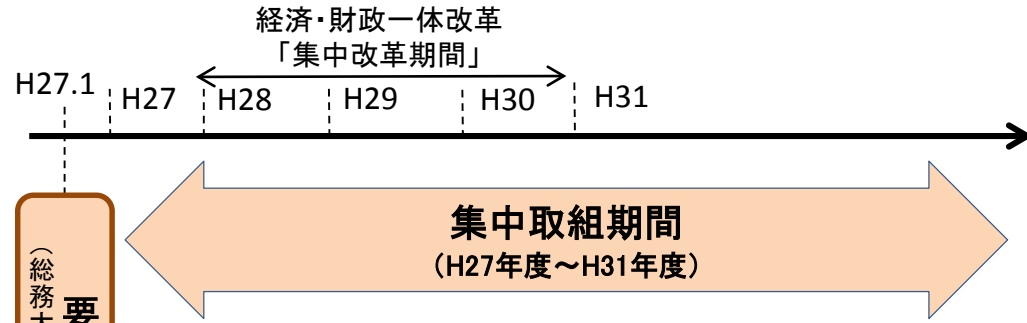 経済・財政一体改革
「集中改革期間」
H27.1
H27
H28
H29
H30
H31
集中取組期間
（H27年度～H31年度）
要
（総務